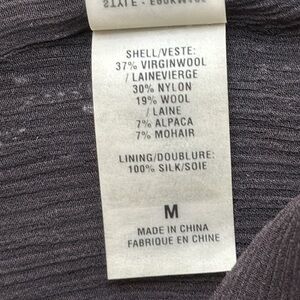 SHELL/VESTE:
37% VIRGINWOOL
/ LAINEVIERGE
30% NYLON
19% WOOL
/ LAINE
7% ALPACA
7% MOHAIR
LINING/DOUBLURE:
100% SILK/SOIE
M
MADE IN CHINA
FABRIQUE EN CHINE